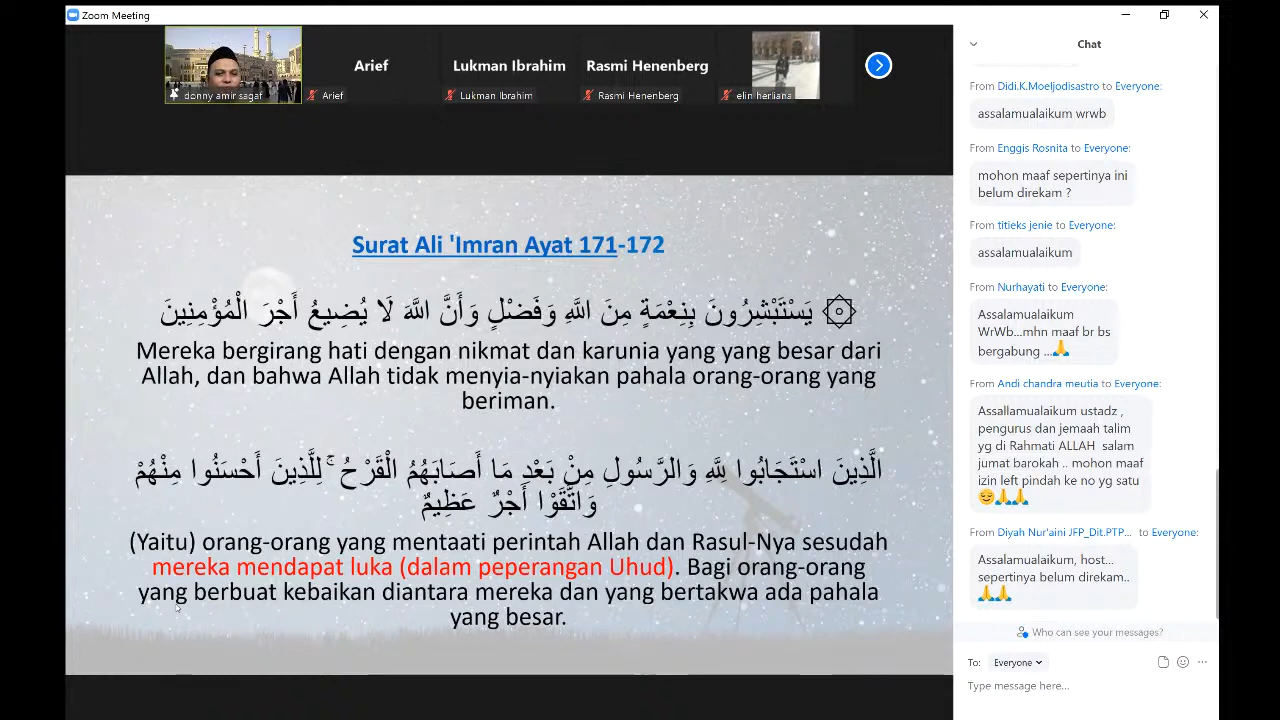 Zoom Meeting
donny amir sagaf
Arief
Arief
Lukman Ibrahim
Lukman Ibrahim
Rasmi Henenberg
Rasmi Henenberg
elin herliana
Surat Ali 'Imran Ayat 171-172
۞ يَسْتَبْشِرُونَ بِنِعْمَةٍ مِنَ اللَّهِ وَفَضْلٍ وَأَنَّ اللَّهَ لَا يُضِيعُ أَجْرَ الْمُؤْمِنِينَ
Mereka bergirang hati dengan nikmat dan karunia yang yang besar dari
Allah, dan bahwa Allah tidak menyia-nyiakan pahala orang-orang yang
beriman.
الَّذِينَ اسْتَجَابُوا لِلَّهِ وَالرَّسُولِ مِنْ بَعْدِ مَا أَصَابَهُمُ الْقَرْحُ ۚ لِلَّذِينَ أَحْسَنُوا مِنْهُمْ
وَاتَّقَوْا أَجْرٌ عَظِيمٌ
(Yaitu) orang-orang yang mentaati perintah Allah dan Rasul-Nya sesudah
mereka mendapat luka (dalam peperangan Uhud). Bagi orang-orang
yang berbuat kebaikan diantara mereka dan yang bertakwa ada pahala
yang besar.
Chat
From Didi.K.Moeljodisastro to Everyone:
assalamualaikum wrwb
From Enggis Rosnita to Everyone:
mohon maaf sepertinya ini
belum direkam ?
From titieks jenie to Everyone:
assalamualaikum
From Nurhayati to Everyone:
Assalamualaikum
WrWb...mhn maaf br bs
bergabung ...🙏
From Andi chandra meutia to Everyone:
Assallamualaikum ustadz ,
pengurus dan jemaah talim
yg di Rahmati ALLAH salam
jumat barokah .. mohon maaf
izin left pindah ke no yg satu
😊🙏🙏
From Diyah Nur'aini JFP_Dit.PTP... to Everyone:
Assalamualaikum, host...
sepertinya belum direkam..
🙏🙏
Who can see your messages?
To: Everyone
Type message here...